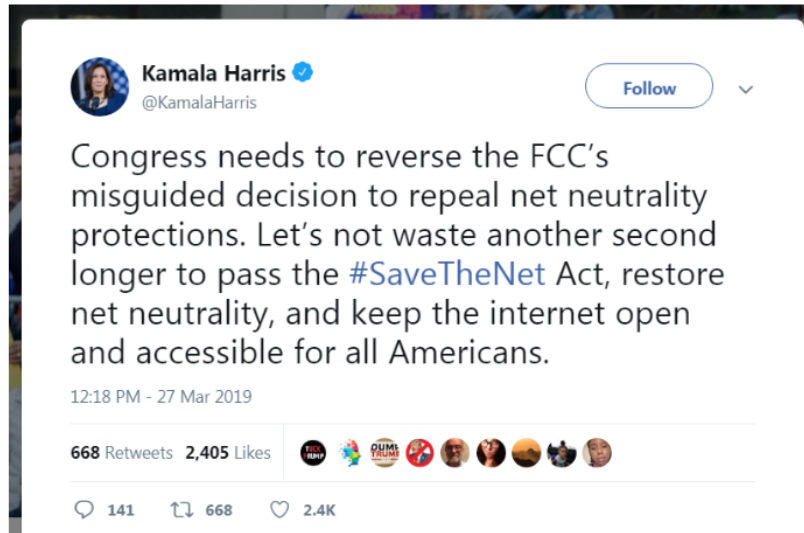 Kamala Harris
@KamalaHarris
Follow
Congress needs to reverse the FCC's
misguided decision to repeal net neutrality
protections. Let's not waste another second
longer to pass the #SaveTheNet Act, restore
net neutrality, and keep the internet open
and accessible for all Americans.
12:18 PM - 27 Mar 2019
668 Retweets 2,405 Likes
DUMP
TRUMP
141 668 2.4K